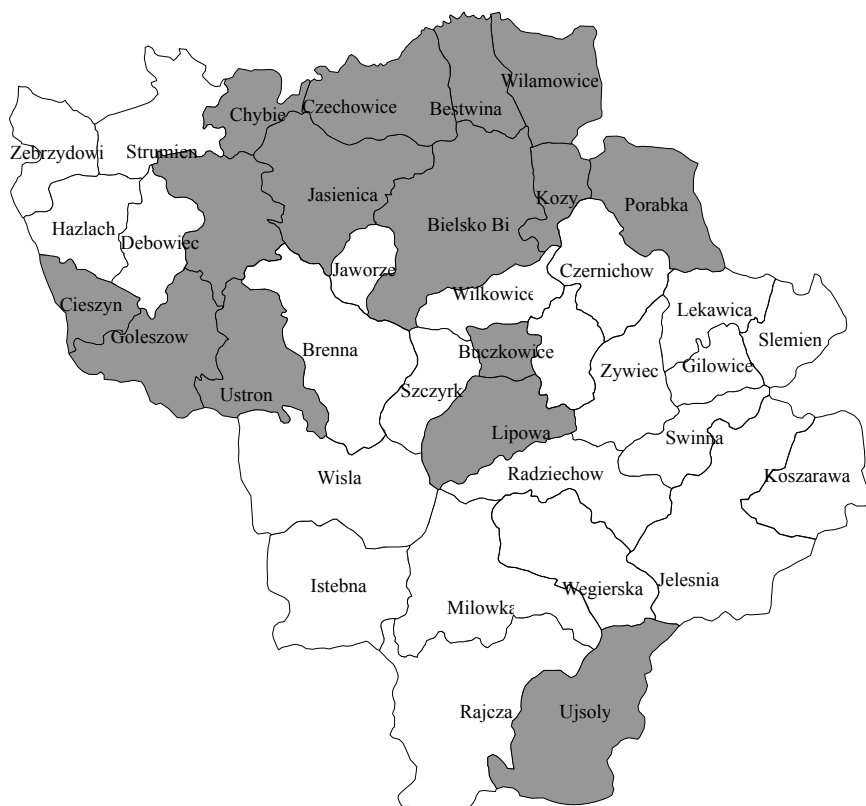 Wilamowice
Czechowice
Bestwina
Chybie
Zebrzydowi
Strumien
Jasienica
Kozy
Porabka
Hazlach
Debowiec
Bielsko Bi
Jaworze
Czernichow
Cieszyn
Wilkowice
Lekawica
Goleszow
Brenna
Buczkowice
Slemien
Zywiec
Gilowice
Ustron
Szczyrk
Lipowa
Swinna
Wisla
Radziechow
Koszarawa
Istebna
Wegierska
Jelesnia
Milowka
Rajcza
Ujsoly